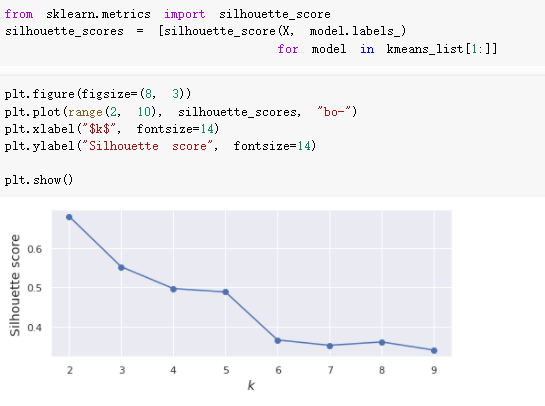 from sklearn.metrics import silhouette_score
silhouette_scores = [silhouette_score(X, model.labels_)
for model in kmeans_list[1:]]
plt.figure(figsize=(8, 3))
plt.plot(range(2, 10), silhouette_scores, "bo-")
plt.xlabel("$k$", fontsize=14)
plt.ylabel("Silhouette score", fontsize=14)
plt.show()
Silhouette score
0.6
0.5
0.4
2 3 4 5 6 7 8 9
k